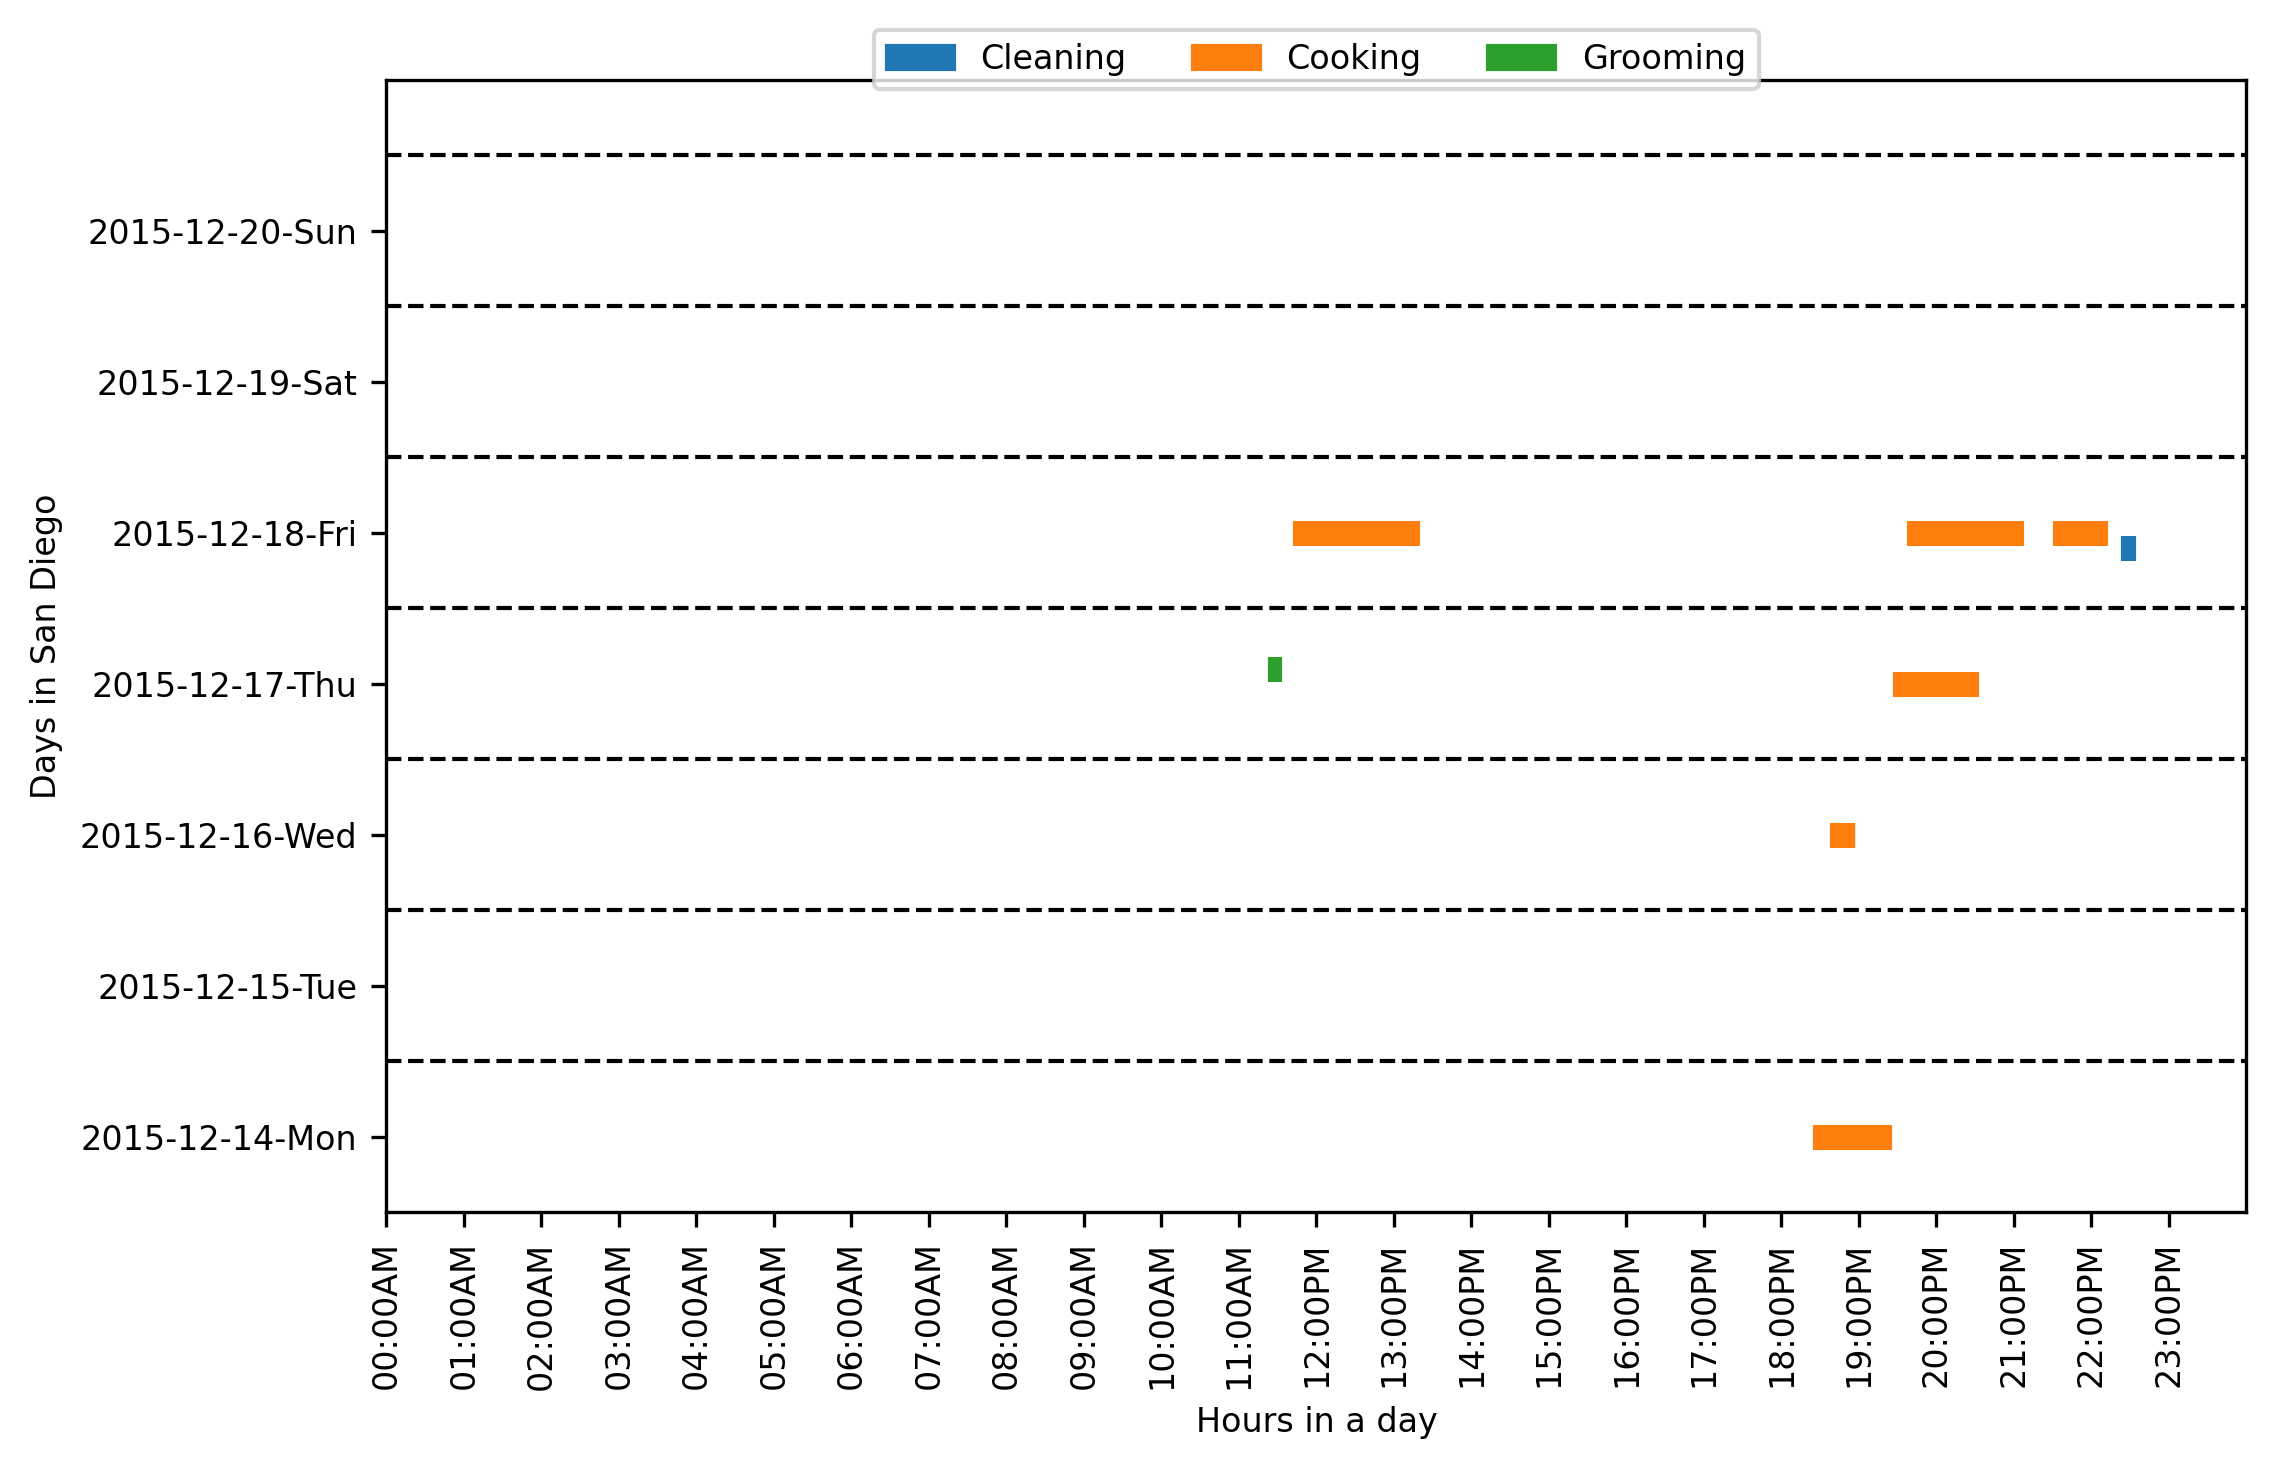 Cleaning Cooking Grooming
2015-12-20-Sun
2015-12-19-Sat
2015-12-18-Fri
2015-12-17-Thu
2015-12-16-Wed
2015-12-15-Tue
2015-12-14-Mon
Days in San Diego
00:00AM
01:00AM
02:00AM
03:00AM
04:00AM
05:00AM
06:00AM
07:00AM
08:00AM
09:00AM
10:00AM
11:00AM
12:00PM
13:00PM
14:00PM
15:00PM
16:00PM
17:00PM
18:00PM
19:00PM
20:00PM
21:00PM
22:00PM
23:00PM
Hours in a day